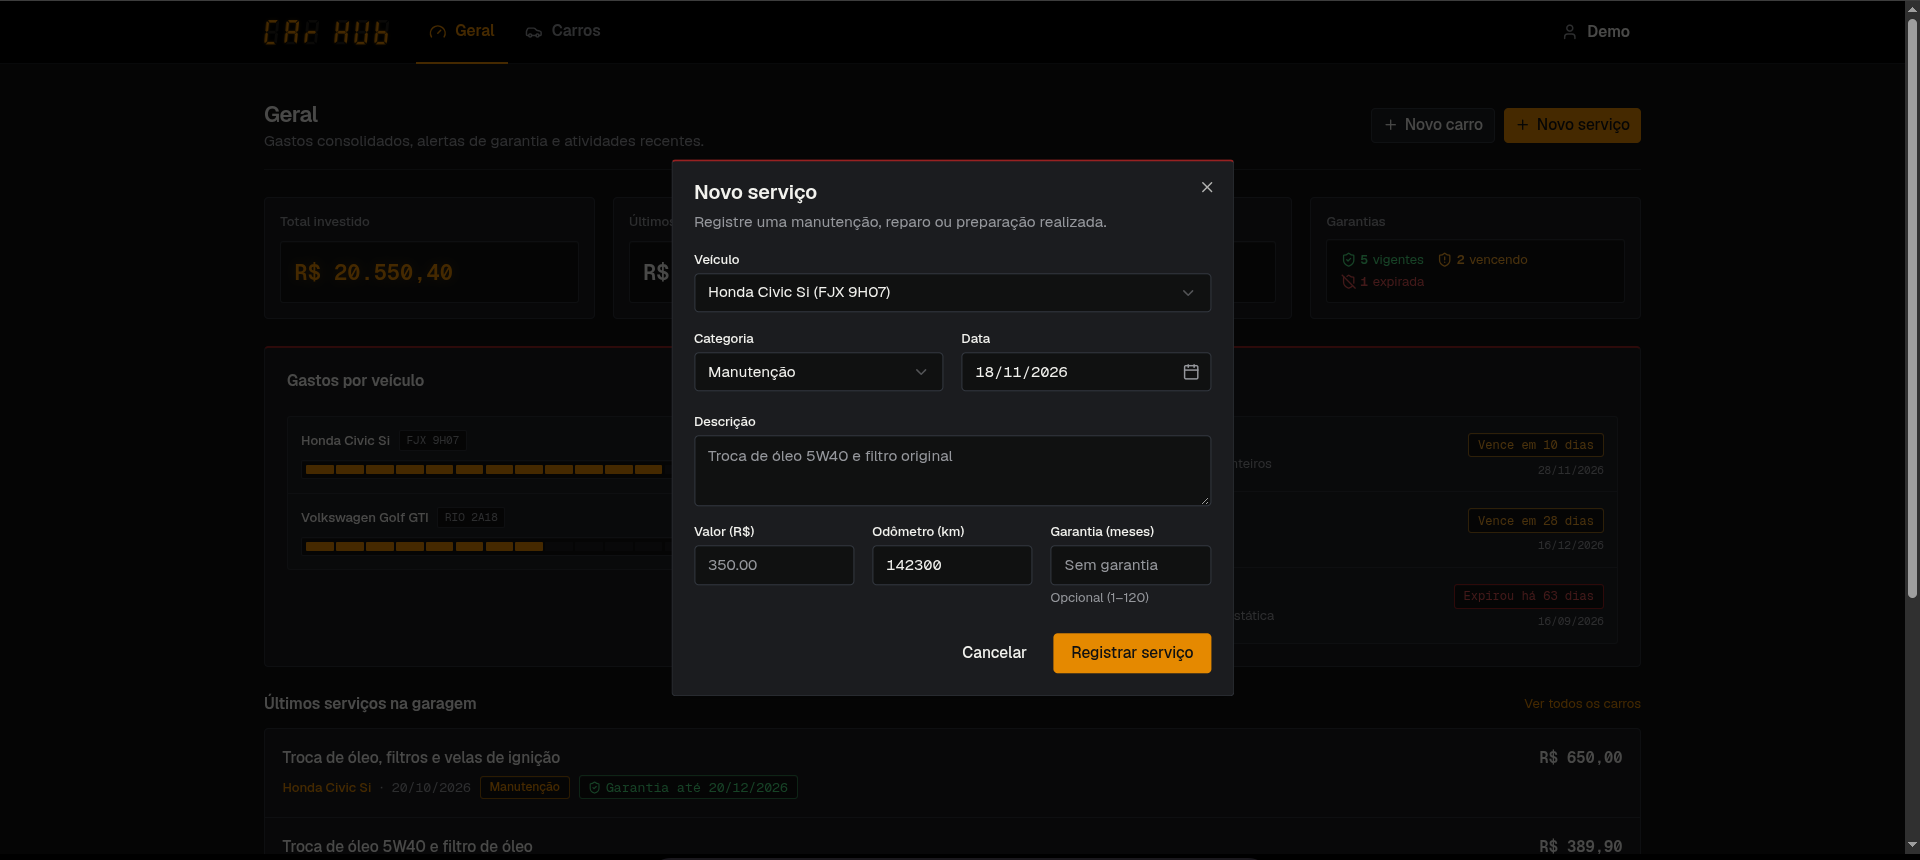 CAr HUb
Geral
Carros
Demo
Geral
Gastos consolidados, alertas de garantia e atividades recentes.
+ Novo carro
+ Novo serviço
Total investido
R$ 20.550,40
R$
Garantias
5 vigentes
2 vencendo
1 expirada
Novo serviço
Registre uma manutenção, reparo ou preparação realizada.
Veículo
Honda Civic Si (FJX 9H07)
Categoria
Data
Manutenção
18/11/2026
Descrição
Troca de óleo 5W40 e filtro original
Valor (R$)
Odômetro (km)
Garantia (meses)
350.00
142300
Sem garantia
Opcional (1–120)
Cancelar
Registrar serviço
Gastos por veículo
Honda Civic Si FJX 9H07
Volkswagen Golf GTI RIO 2A18
Vence em 10 dias
28/11/2026
Vence em 28 dias
16/12/2026
Expirou há 63 dias
16/09/2026
Últimos serviços na garagem
Ver todos os carros
Troca de óleo, filtros e velas de ignição
R$ 650,00
Honda Civic Si · 20/10/2026 Manutenção Garantia até 20/12/2026
Troca de óleo 5W40 e filtro de óleo
R$ 389,90